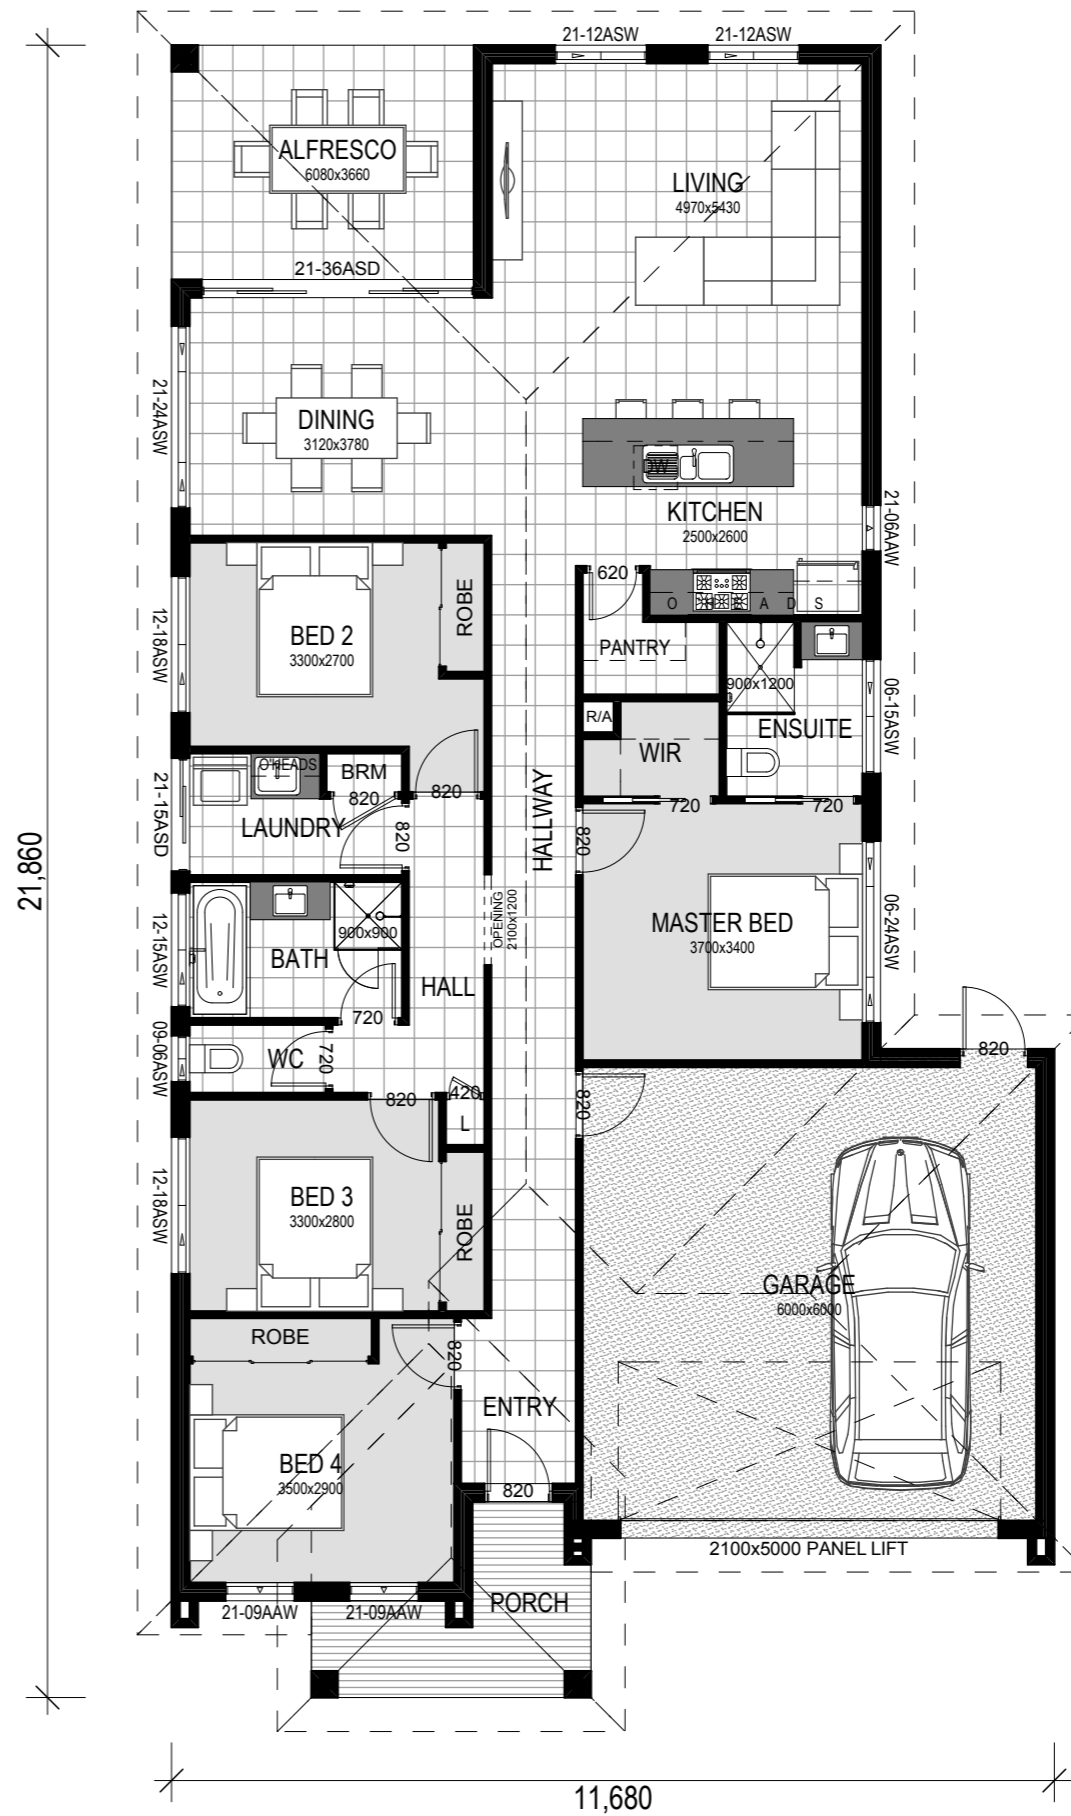 21-12ASW
21-12ASW
ALFRESCO
6080x3660
LIVING
4970x5430
21-36ASD
21-24ASW
DINING
3120x3780
DW
KITCHEN
2500x2600
21-06AAW
620
O H E A D S
BED 2
3300x2700
ROBE
12-18ASW
PANTRY
900x1200
ENSUITE
06-15ASW
R/A
WIR
O'HEADS
BRM
820
820
LAUNDRY
820
21-15ASD
HALLWAY
720
720
820
21,860
OPENING
2100x1200
MASTER BED
3700x3400
06-24ASW
12-15ASW
900x900
BATH
HALL
720
09-06ASW
WC
720
820
420
L
820
820
12-18ASW
BED 3
3300x2800
ROBE
GARAGE
6000x6000
ROBE
820
ENTRY
BED 4
3500x2900
820
2100x5000 PANEL LIFT
21-09AAW
21-09AAW
PORCH
11,680